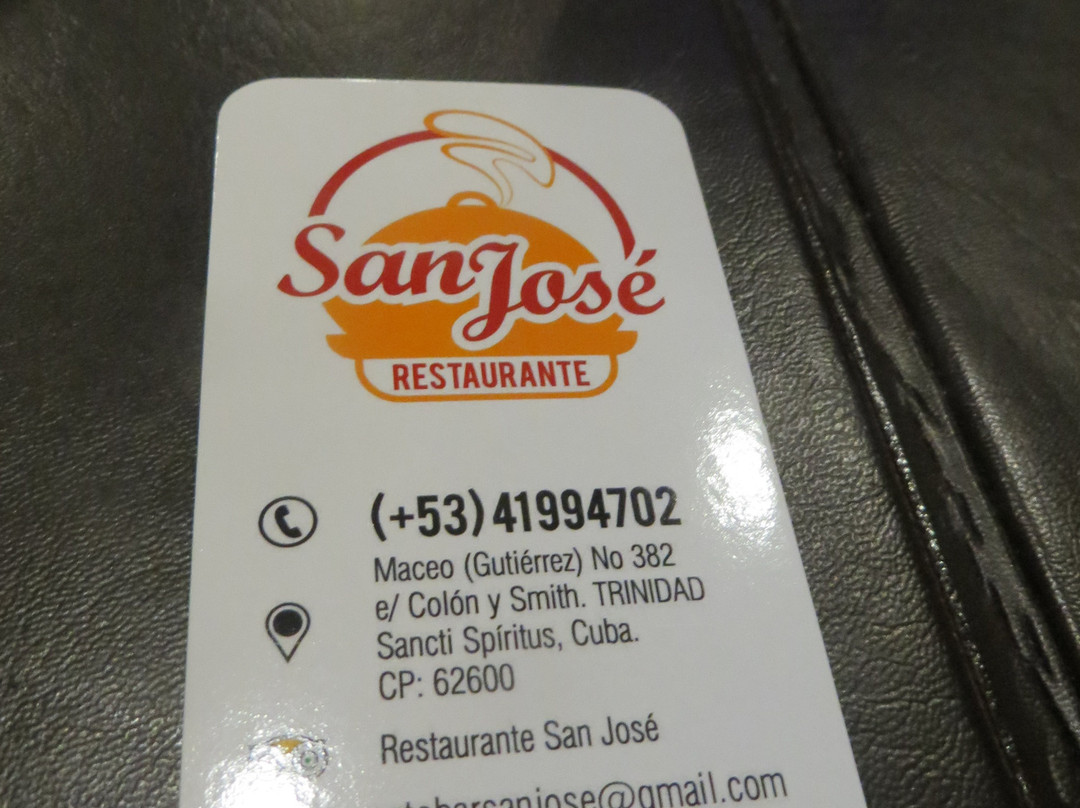 San José
RESTAURANTE
(+53) 41994702
Maceo (Gutiérrez) No 382
e/ Colón y Smith. TRINIDAD
Sancti Spíritus, Cuba.
CP: 62600
Restaurante San José